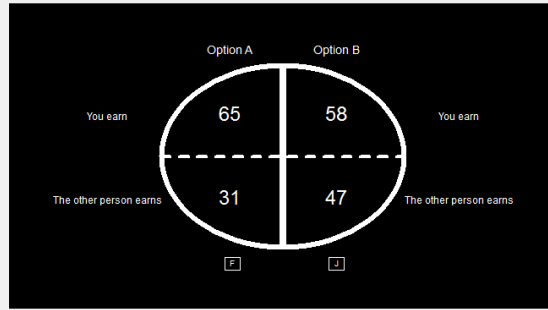 Option A Option B
You earn 65 58 You earn
The other person earns 31 47 The other person earns
F J